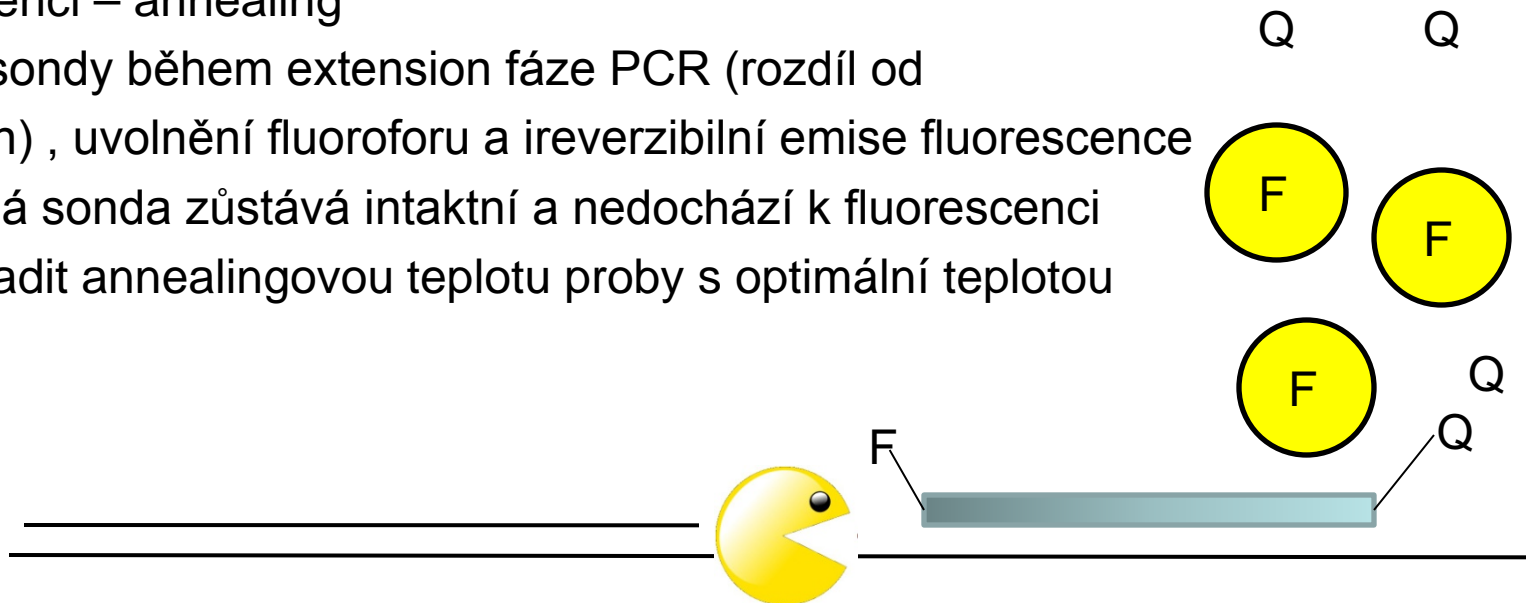 – annealing
Q Q
sondy během extension fáze PCR (rozdíl od
, uvolnění fluoroforu a ireverzibilní emise fluorescence
F
sonda zůstává intaktní a nedochází k fluorescenci
F
annealingovou teplotu proby s optimální teplotou
F
Q
F
Q